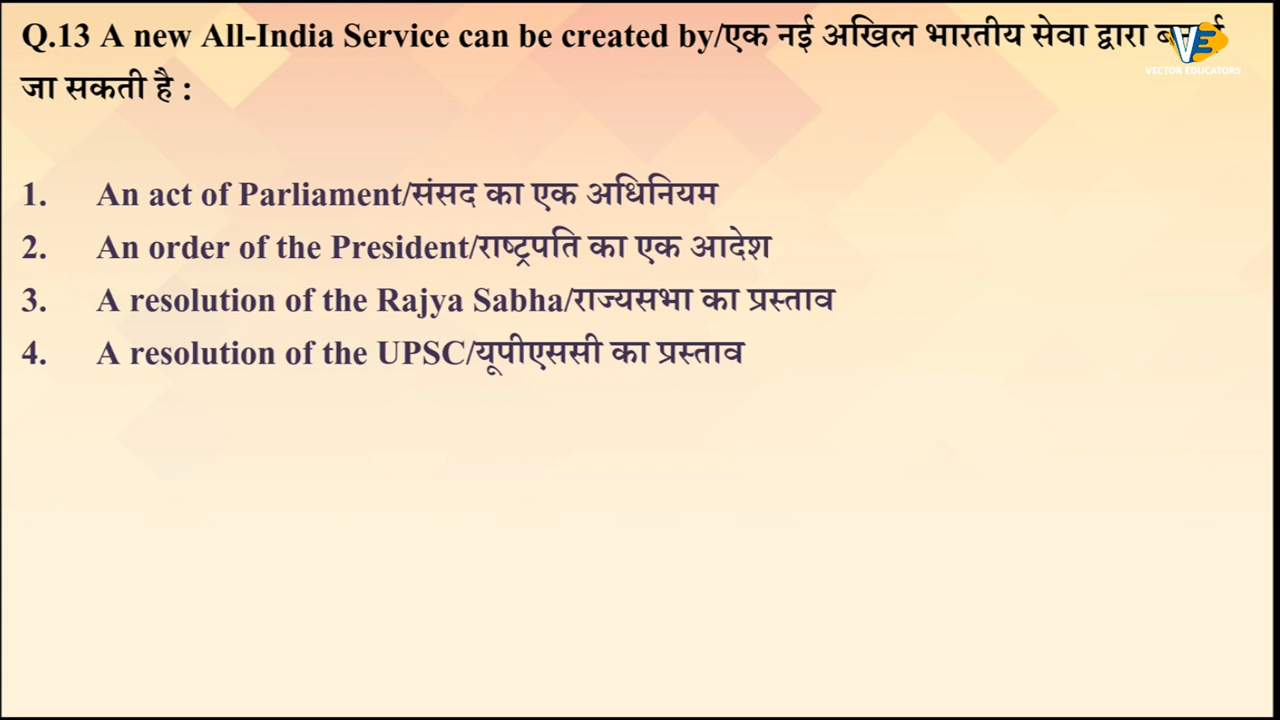 Q.13 A new All-India Service can be created by/एक नई अखिल भारतीय सेवा द्वारा
जा सकती है :
VECTOR EDUCATORS
1. An act of Parliament/संसद का एक अधिनियम
2. An order of the President/राष्ट्रपति का एक आदेश
3. A resolution of the Rajya Sabha/राज्यसभा का प्रस्ताव
4. A resolution of the UPSC/यूपीएससी का प्रस्ताव